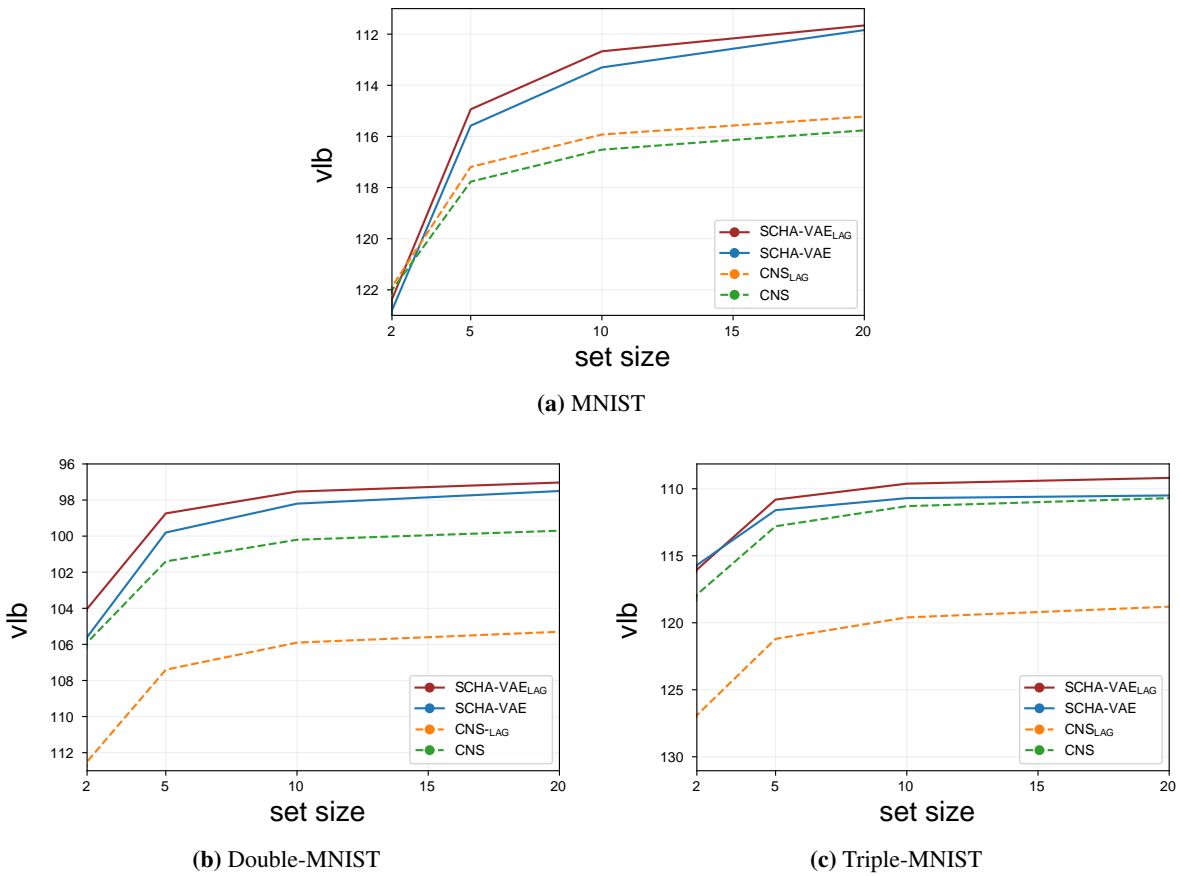 112
114
116
118
120
122
vlb
2
5
10
15
20
set size
SCHA-VAE_LAG
SCHA-VAE
CNS_LAG
CNS
(a) MNIST
96
98
100
102
104
106
108
110
112
vlb
2
5
10
15
20
set size
SCHA-VAE_LAG
SCHA-VAE
CNS-_LAG
CNS
(b) Double-MNIST
110
115
120
125
130
vlb
2
5
10
15
20
set size
SCHA-VAE_LAG
SCHA-VAE
CNS_LAG
CNS
(c) Triple-MNIST